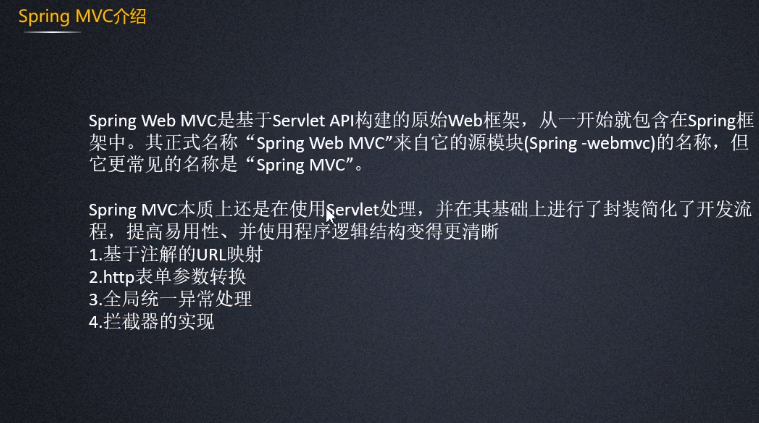 Spring MVC介绍
Spring Web MVC是基于Servlet API构建的原始Web框架，从一开始就包含在Spring框
架中。其正式名称“Spring Web MVC”来自它的源模块(Spring -webmvc)的名称，但
它更常见的名称是“Spring MVC”。
Spring MVC本质上还是在使用Servlet处理，并在其基础上进行了封装简化了开发流
程，提高易用性、并使用程序逻辑结构变得更清晰
1.基于注解的URL映射
2.http表单参数转换
3.全局统一异常处理
4.拦截器的实现